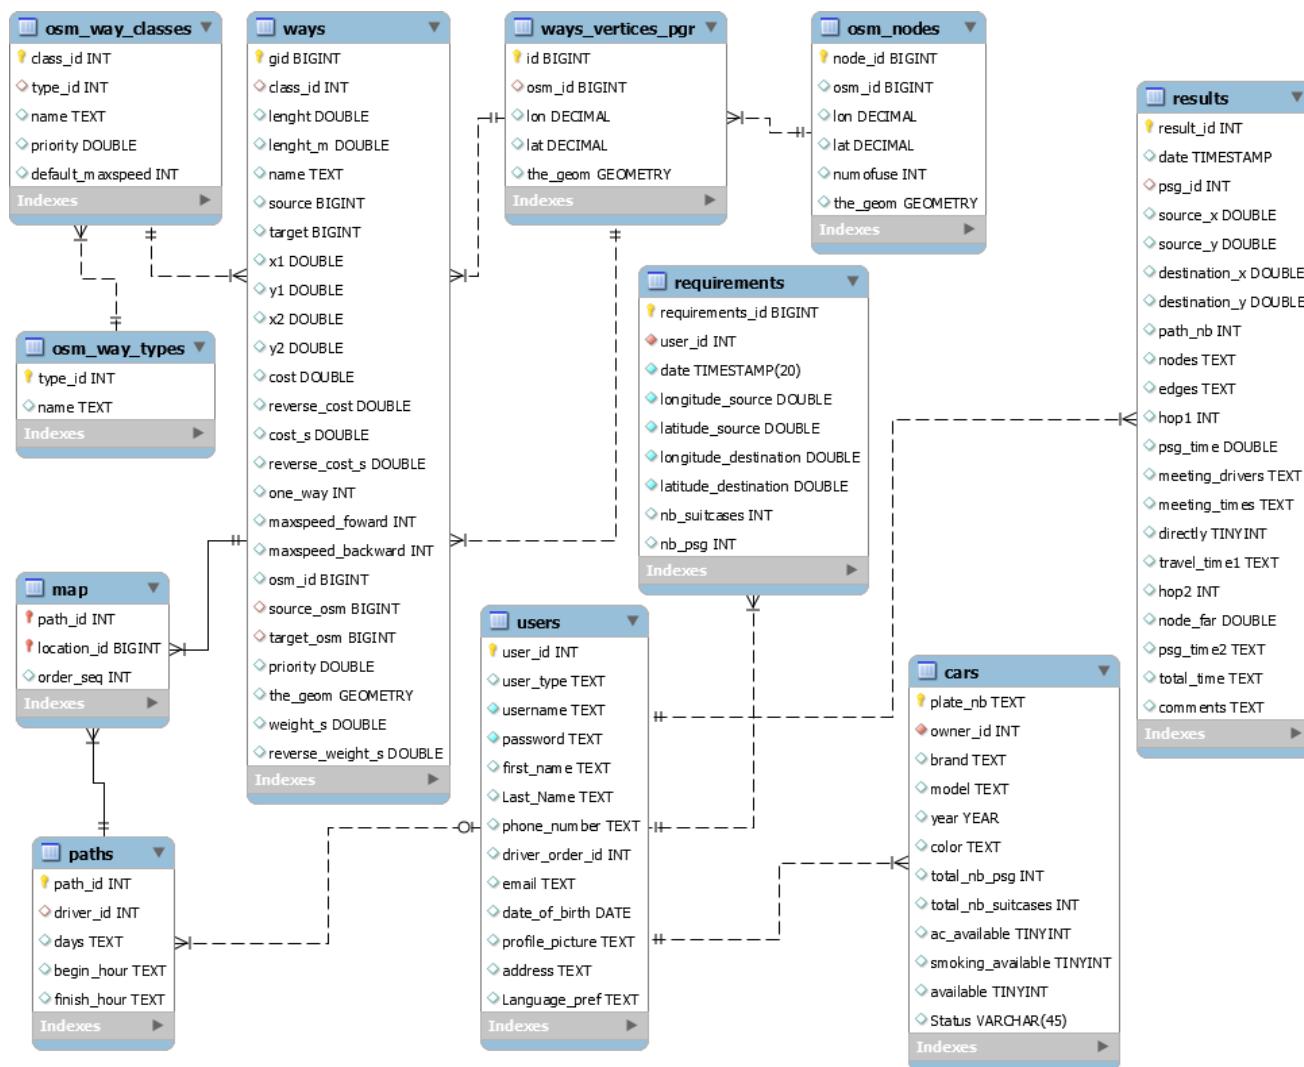 osm_way_classes
class_id INT
type_id INT
name TEXT
priority DOUBLE
default_maxspeed INT
Indexes
ways
gid BIGINT
class_id INT
lenght DOUBLE
lenght_m DOUBLE
name TEXT
source BIGINT
target BIGINT
x1 DOUBLE
y1 DOUBLE
x2 DOUBLE
y2 DOUBLE
cost DOUBLE
reverse_cost DOUBLE
cost_s DOUBLE
reverse_cost_s DOUBLE
one_way INT
maxspeed_foward INT
maxspeed_backward INT
osm_id BIGINT
source_osm BIGINT
target_osm BIGINT
priority DOUBLE
the_geom GEOMETRY
weight_s DOUBLE
reverse_weight_s DOUBLE
Indexes
ways_vertices_pgr
id BIGINT
osm_id BIGINT
lon DECIMAL
lat DECIMAL
the_geom GEOMETRY
Indexes
osm_nodes
node_id BIGINT
osm_id BIGINT
lon DECIMAL
lat DECIMAL
numofuse INT
the_geom GEOMETRY
Indexes
results
result_id INT
date TIMESTAMP
psg_id INT
source_x DOUBLE
source_y DOUBLE
destination_x DOUBLE
destination_y DOUBLE
path_nb INT
nodes TEXT
edges TEXT
hop1 INT
psg_time DOUBLE
meeting_drivers TEXT
meeting_times TEXT
directly TINYINT
travel_time1 TEXT
hop2 INT
node_far DOUBLE
psg_time2 TEXT
total_time TEXT
comments TEXT
Indexes
osm_way_types
type_id INT
name TEXT
Indexes
requirements
requirements_id BIGINT
user_id INT
date TIMESTAMP(20)
longitude_source DOUBLE
latitude_source DOUBLE
longitude_destination DOUBLE
latitude_destination DOUBLE
nb_suitcases INT
nb_psg INT
Indexes
map
path_id INT
location_id BIGINT
order_seq INT
Indexes
users
user_id INT
user_type TEXT
username TEXT
password TEXT
first_name TEXT
Last_Name TEXT
phone_number TEXT
driver_order_id INT
email TEXT
date_of_birth DATE
profile_picture TEXT
address TEXT
Language_pref TEXT
Indexes
cars
plate_nb TEXT
owner_id INT
brand TEXT
model TEXT
year YEAR
color TEXT
total_nb_psg INT
total_nb_suitcases INT
ac_available TINYINT
smoking_available TINYINT
available TINYINT
Status VARCHAR(45)
Indexes
paths
path_id INT
driver_id INT
days TEXT
begin_hour TEXT
finish_hour TEXT
Indexes